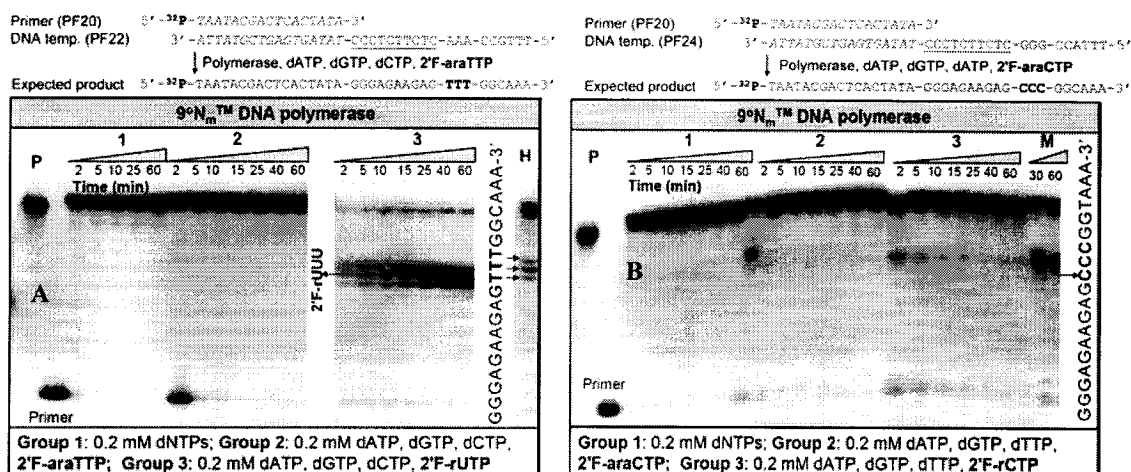 Primer (PF20) 5'-³²P-TAATACGACTCACTATA-3'
DNA temp. (PF22) 3'-ATTATGCTGAGTGATAT-CCCTCTTCTC-AAA-CCGTTT-5'
Polymerase, dATP, dGTP, dCTP, 2'F-araTTP
Expected product 5'-³²P-TAATACGACTCACTATA-GGGAGAAGAG-TTT-GGCAAA-3'
9°Nm™ DNA polymerase
P 1 2 3 H
2 5 10 15 25 40 60 2 5 10 15 25 40 60 2 5 10 15 25 40 60
Time (min)
A
2'F-rUUU
GGGAGAAGAGTTTGGCAAA-3'
Primer
Group 1: 0.2 mM dNTPs; Group 2: 0.2 mM dATP, dGTP, dCTP,
2'F-araTTP; Group 3: 0.2 mM dATP, dGTP, dCTP, 2'F-rUTP
Primer (PF20) 5'-³²P-TAATACGACTCACTATA-3'
DNA temp. (PF24) 3'-ATTATGCTGAGTGATAT-CCCTCTTCTC-GGG-CCATTT-5'
Polymerase, dATP, dGTP, dATP, 2'F-araCTP
Expected product 5'-³²P-TAATACGACTCACTATA-GGGAGAAGAG-CCC-GGCAAA-3'
9°Nm™ DNA polymerase
P 1 2 3 M
2 5 10 15 25 40 60 2 5 10 15 25 40 60 2 5 10 15 25 40 60 30 60
Time (min)
B
GGGAGAAGAGCCCGGTAAA-3'
Primer
Group 1: 0.2 mM dNTPs; Group 2: 0.2 mM dATP, dGTP, dTTP,
2'F-araCTP; Group 3: 0.2 mM dATP, dGTP, dTTP, 2'F-rCTP